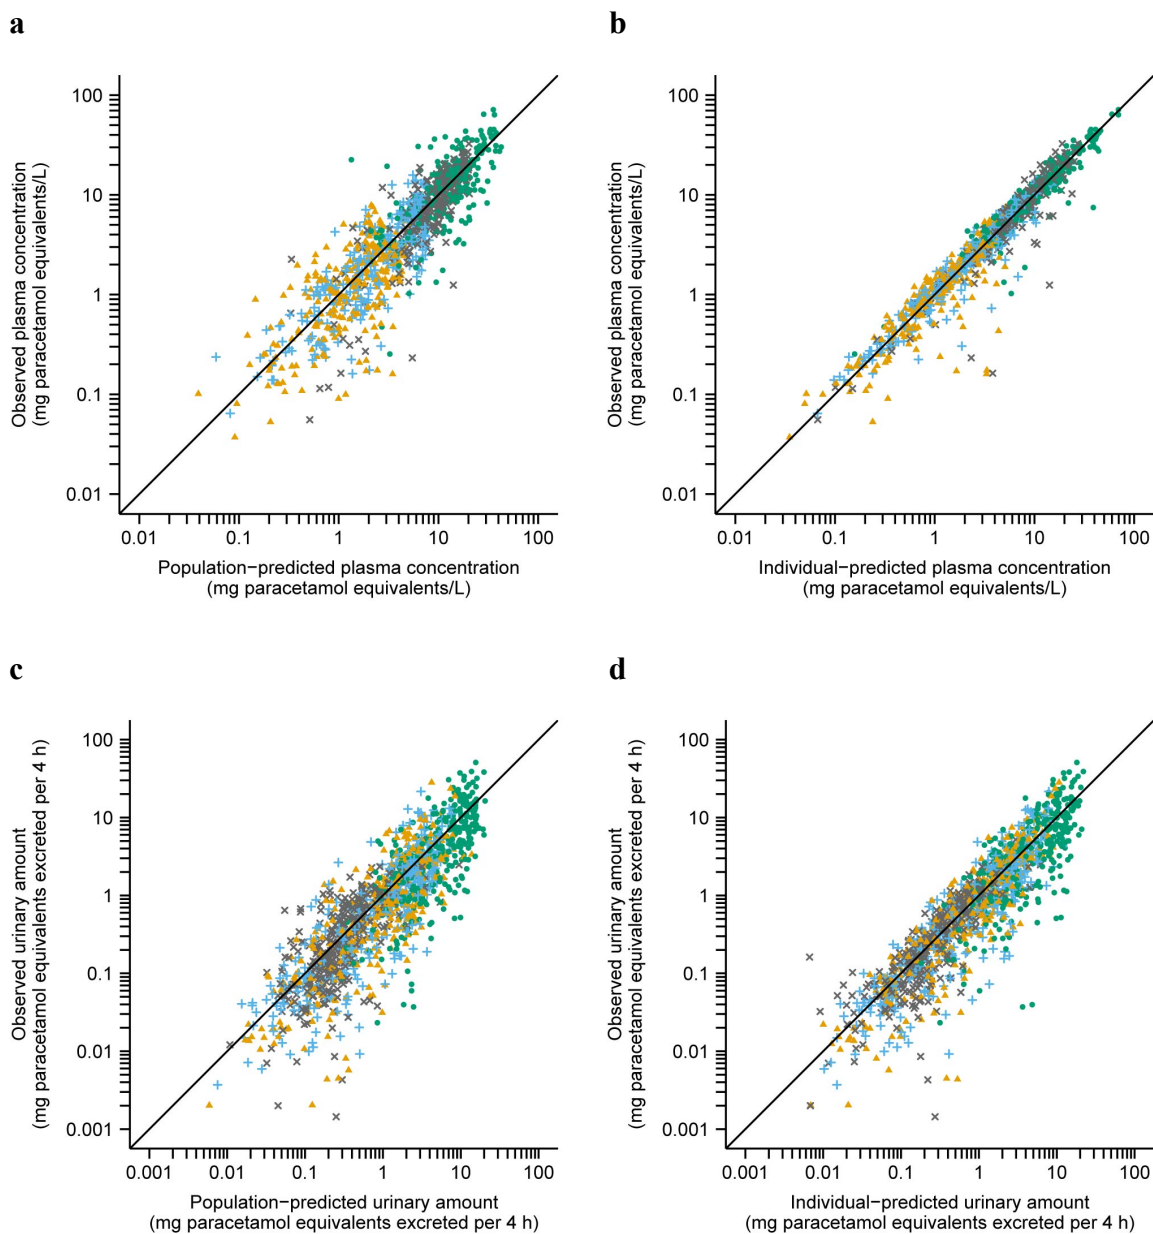 a
b
Observed plasma concentration
(mg paracetamol equivalents/L)
100
10
1
0.1
0.01
0.01
0.1
1
10
100
Population−predicted plasma concentration
(mg paracetamol equivalents/L)
Observed plasma concentration
(mg paracetamol equivalents/L)
100
10
1
0.1
0.01
0.01
0.1
1
10
100
Individual−predicted plasma concentration
(mg paracetamol equivalents/L)
c
d
Observed urinary amount
(mg paracetamol equivalents excreted per 4 h)
100
10
1
0.1
0.01
0.001
0.001
0.01
0.1
1
10
100
Population−predicted urinary amount
(mg paracetamol equivalents excreted per 4 h)
Observed urinary amount
(mg paracetamol equivalents excreted per 4 h)
100
10
1
0.1
0.01
0.001
0.001
0.01
0.1
1
10
100
Individual−predicted urinary amount
(mg paracetamol equivalents excreted per 4 h)